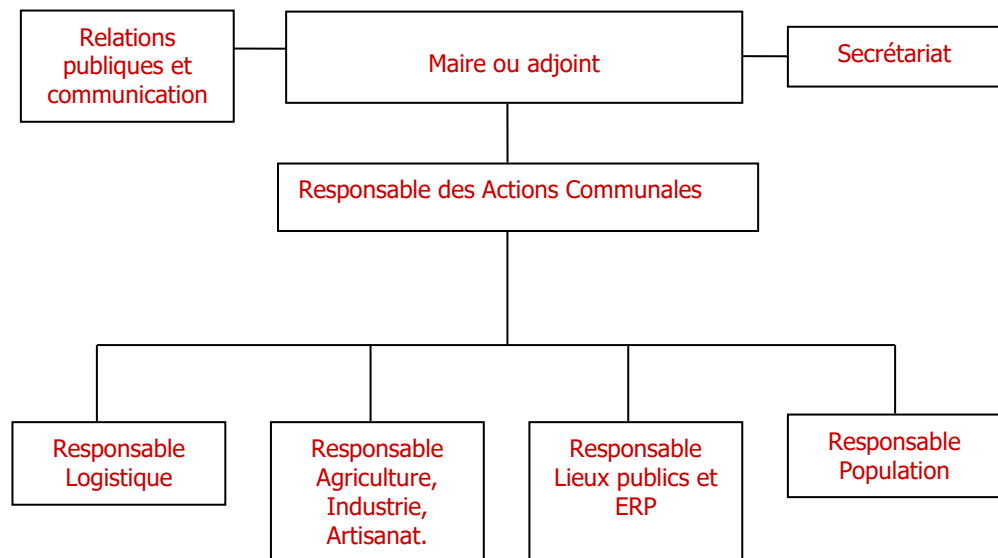 Relations
publiques et
communication
Maire ou adjoint
Secrétariat
Responsable des Actions Communales
Responsable
Logistique
Responsable
Agriculture,
Industrie,
Artisanat.
Responsable
Lieux publics et
ERP
Responsable
Population